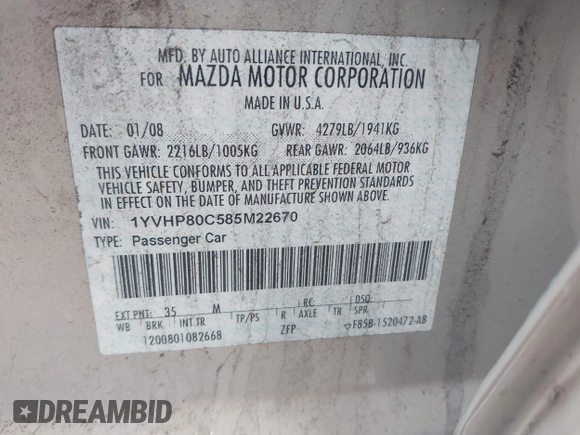 MFD. BY AUTO ALLIANCE INTERNATIONAL, INC.
FOR MAZDA MOTOR CORPORATION
MADE IN U.S.A.
DATE: 01/08 GVWR: 4279LB/1941KG
FRONT GAWR: 2216LB/1005KG REAR GAWR: 2064LB/936KG
THIS VEHICLE CONFORMS TO ALL APPLICABLE FEDERAL MOTOR
VEHICLE SAFETY, BUMPER, AND THEFT PREVENTION STANDARDS
IN EFFECT ON THE DATE OF MANUFACTURE SHOWN ABOVE.
VIN: 1YVHP80C585M22670
TYPE: Passenger Car
EXT PNT: 35 M RC: DSO:
WB BRK INT TR TP/PS R AXLE TR SPR
1200801082668 ZFP F85B-1520472-AB
DREAMBID